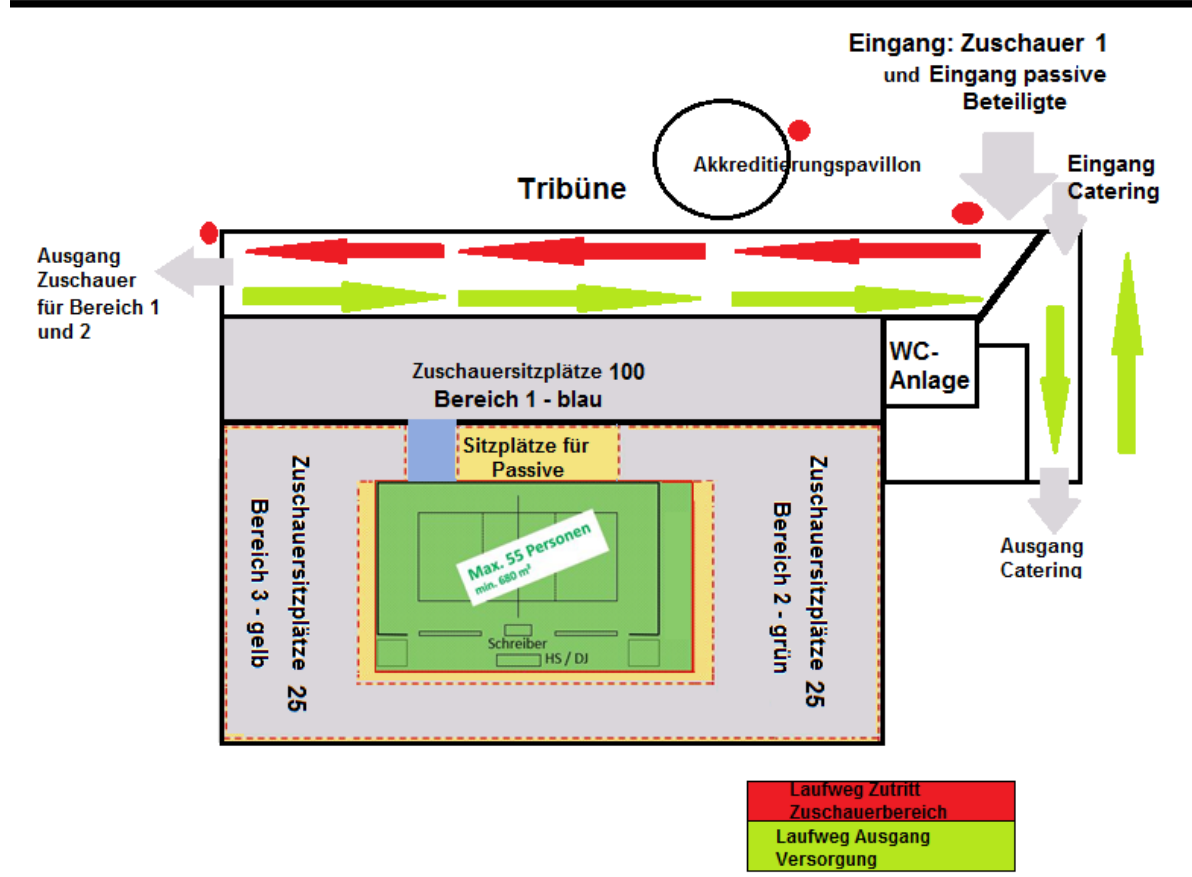 Eingang: Zuschauer 1
und Eingang passive
Beteiligte
Akkreditierungspavillon
Eingang
Catering
Tribüne
Ausgang
Zuschauer
für Bereich 1
und 2
Zuschauersitzplätze 100
Bereich 1 - blau
WC-
Anlage
Sitzplätze für
Passive
Zuschauersitzplätze 25
Bereich 3 - gelb
Max. 55 Personen
min. 680 m²
Schreiber
HS / DJ
Zuschauersitzplätze 25
Bereich 2 - grün
Ausgang
Catering
Laufweg Zutritt
Zuschauerbereich
Laufweg Ausgang
Versorgung